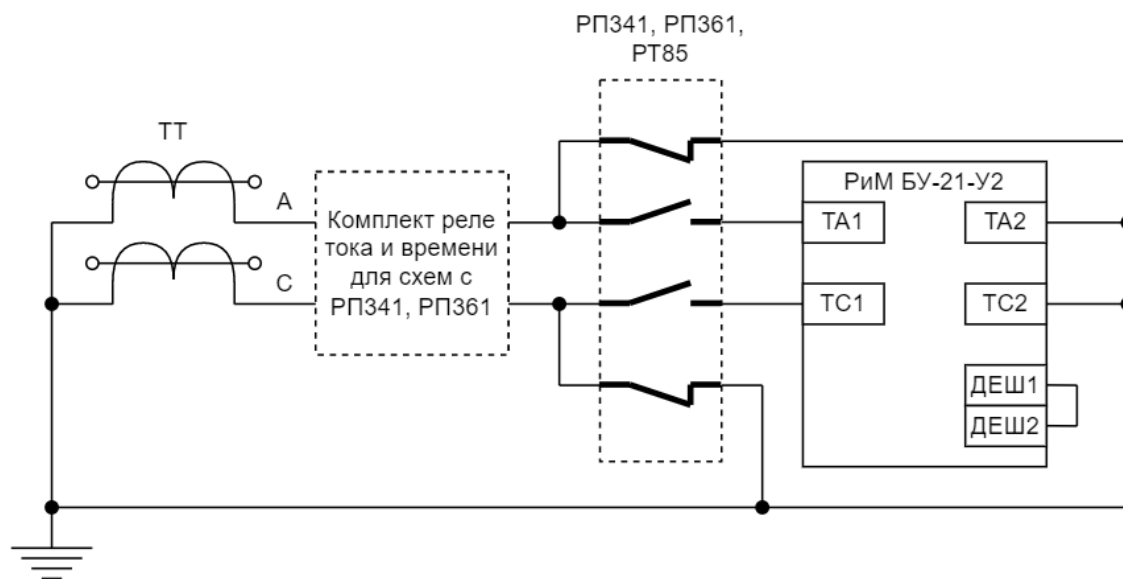 РП341, РП361,
РТ85
ТТ
А
С
Комплект реле
тока и времени
для схем с
РП341, РП361
РиМ БУ-21-У2
ТА1
ТА2
ТС1
ТС2
ДЕШ1
ДЕШ2